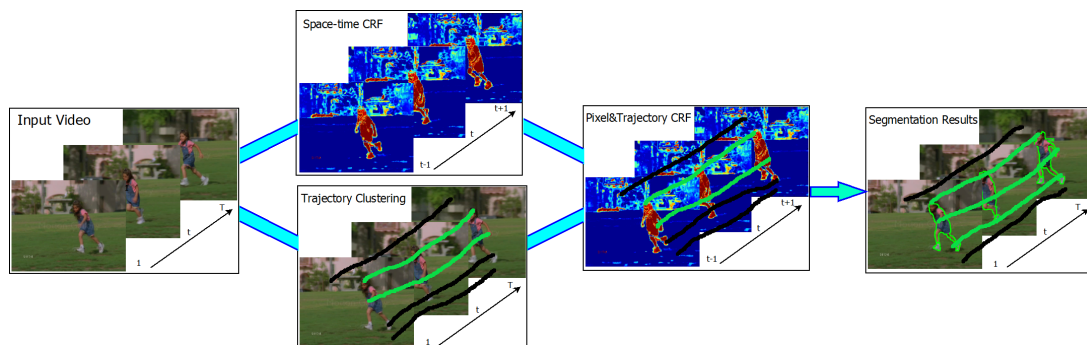 Input Video
1
t
T
Space-time CRF
t-1
t
t+1
Trajectory Clustering
1
t
T
Pixel&Trajectory CRF
t-1
t
t+1
Segmentation Results
1
t
T